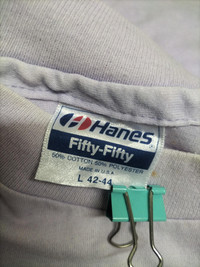 Hanes
Fifty-Fifty
50% COTTON 50% POLYESTER
MADE IN U.S.A.
L 42-44